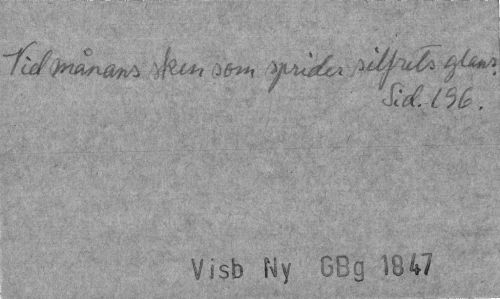 Vid månans sken som sprider silfrets glans.
Sid. 196.
Visb Ny GBg 1847